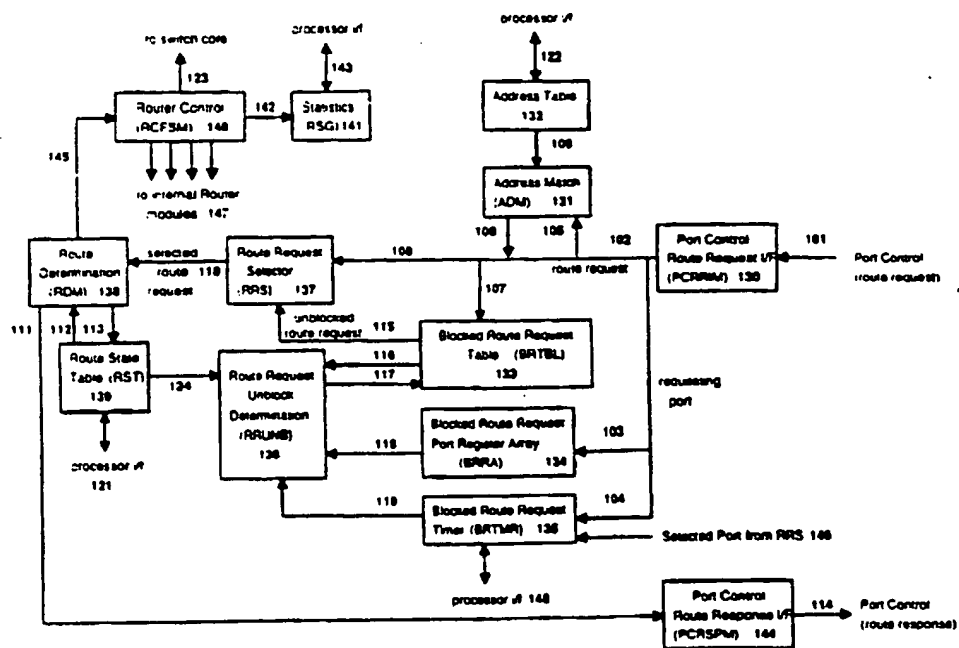 to switch core
processor I/f
processor I/f
123
143
122
Router Control
(RCFSM) 140
142
Statistics
(RSG) 141
Address Table
132
145
109
to internal Router
modules 147
Address Match
(ADM) 131
106
105
102
101
Route
Determination
(RDM) 138
selected
route 110
request
Route Request
Selector
(RRS) 137
108
route request
Port Control
Route Request I/F
(PCRRIM) 130
Port Control
(route request)
107
111
112
113
unblocked
route request
115
Route State
Table (RST)
139
124
Route Request
Unblock
Determination
(RRUNB)
136
116
117
Blocked Route Request
Table (BRTBL)
133
requesting
port
processor I/f
121
118
Blocked Route Request
Port Register Array
(BRRA) 134
103
119
Blocked Route Request
Timer (BRTMR) 135
104
Selected Port from RRS 146
processor I/f 148
Port Control
Route Response I/F
(PCRSPM) 144
114
Port Control
(route response)